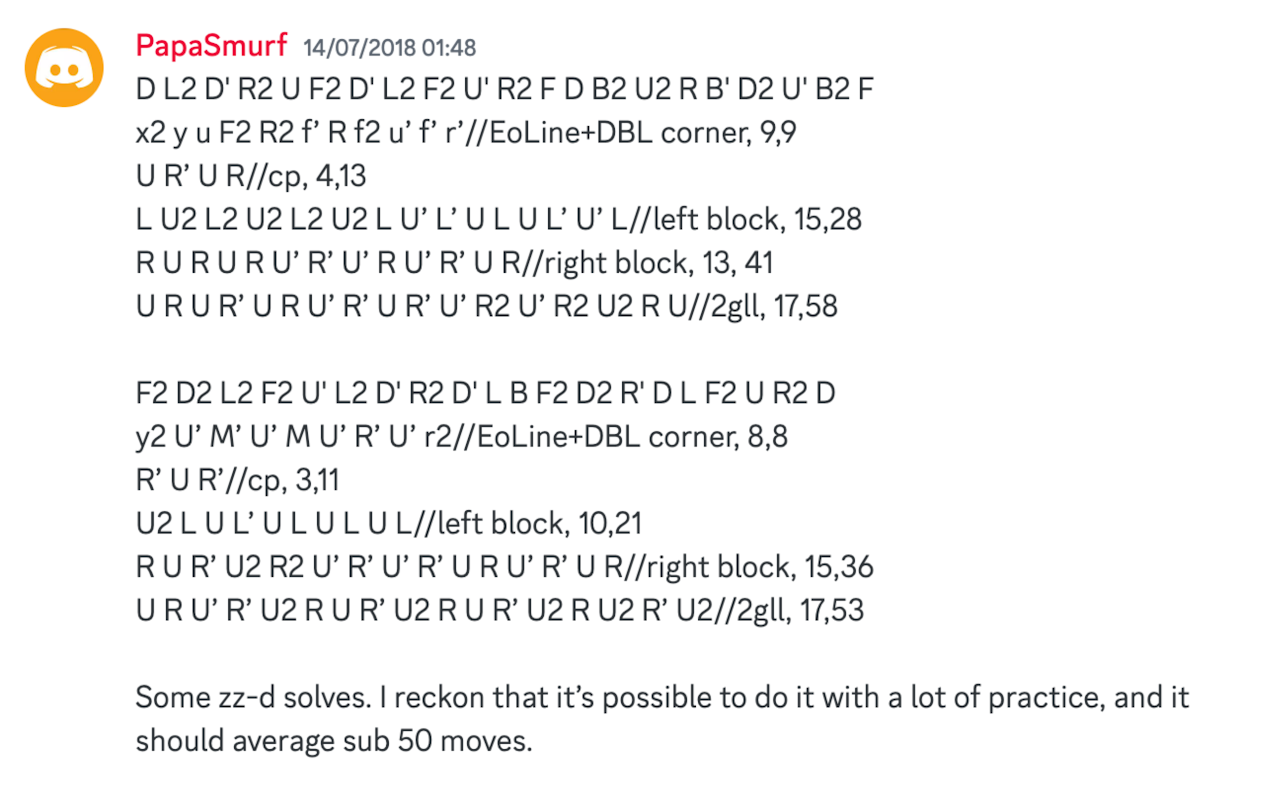 PapaSmurf 14/07/2018 01:48
D L2 D' R2 U F2 D' L2 F2 U' R2 F D B2 U2 R B' D2 U' B2 F
x2 y u F2 R2 f’ R f2 u’ f’ r’//EoLine+DBL corner, 9,9
U R’ U R//cp, 4,13
L U2 L2 U2 L2 U2 L U’ L’ U L U L’ U’ L//left block, 15,28
R U R U R U’ R’ U’ R U’ R’ U R//right block, 13, 41
U R U R’ U R U’ R’ U R’ U’ R2 U’ R2 U2 R U//2gll, 17,58
F2 D2 L2 F2 U' L2 D' R2 D' L B F2 D2 R' D L F2 U R2 D
y2 U’ M’ U’ M U’ R’ U’ r2//EoLine+DBL corner, 8,8
R’ U R’//cp, 3,11
U2 L U L’ U L U L U L//left block, 10,21
R U R’ U2 R2 U’ R’ U’ R’ U R U’ R’ U R//right block, 15,36
U R U’ R’ U2 R U R’ U2 R U R’ U2 R U2 R’ U2//2gll, 17,53
Some zz-d solves. I reckon that it’s possible to do it with a lot of practice, and it
should average sub 50 moves.